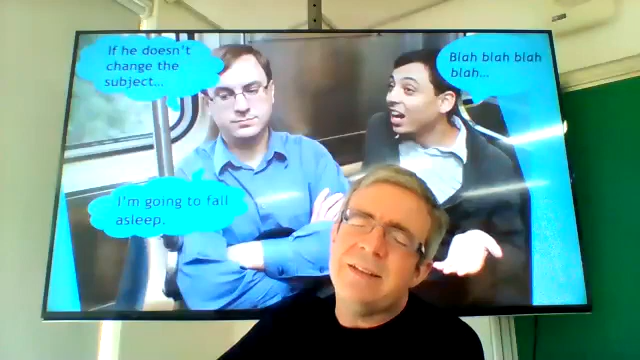 If he doesn't
change the
subject...
Blah blah blah
blah...
I'm going to fall
asleep.